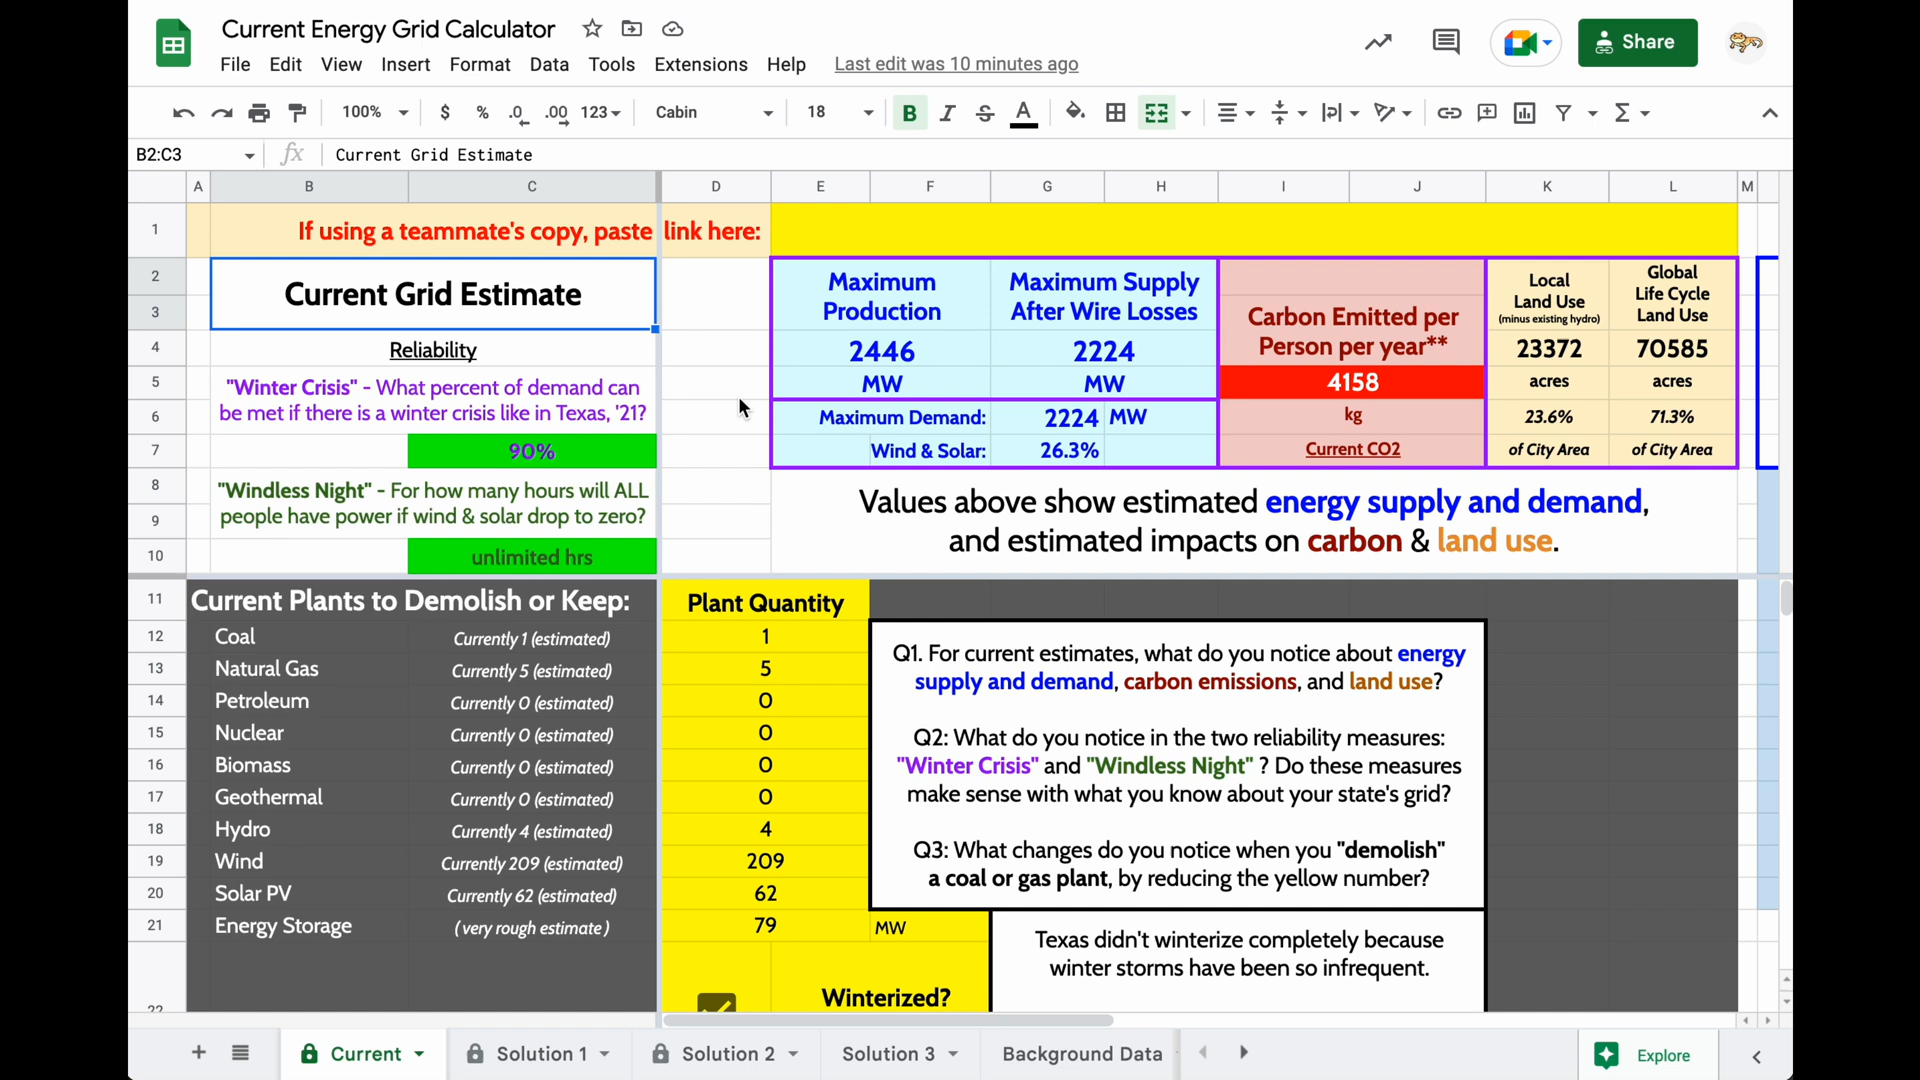 Current Energy Grid Calculator
File Edit View Insert Format Data Tools Extensions Help Last edit was 10 minutes ago
Share
100% $ % .0 .00 123 Cabin 18 B I S A
B2:C3 fx Current Grid Estimate
A B C D E F G H I J K L M
1 If using a teammate's copy, paste link here:
2
3
Current Grid Estimate
4 Reliability
5 "Winter Crisis" - What percent of demand can
6 be met if there is a winter crisis like in Texas, '21?
7 90%
8 "Windless Night" - For how many hours will ALL
9 people have power if wind & solar drop to zero?
10 unlimited hrs
Maximum
Production
2446
MW
Maximum Supply
After Wire Losses
2224
MW
Maximum Demand: 2224 MW
Wind & Solar: 26.3%
Carbon Emitted per
Person per year**
4158
kg
Current CO2
Local
Land Use
(minus existing hydro)
23372
acres
23.6%
of City Area
Global
Life Cycle
Land Use
70585
acres
71.3%
of City Area
Values above show estimated energy supply and demand,
and estimated impacts on carbon & land use.
11 Current Plants to Demolish or Keep: Plant Quantity
12 Coal Currently 1 (estimated) 1
13 Natural Gas Currently 5 (estimated) 5
14 Petroleum Currently 0 (estimated) 0
15 Nuclear Currently 0 (estimated) 0
16 Biomass Currently 0 (estimated) 0
17 Geothermal Currently 0 (estimated) 0
18 Hydro Currently 4 (estimated) 4
19 Wind Currently 209 (estimated) 209
20 Solar PV Currently 62 (estimated) 62
21 Energy Storage (very rough estimate) 79 MW
22 Winterized?
Q1. For current estimates, what do you notice about energy
supply and demand, carbon emissions, and land use?
Q2: What do you notice in the two reliability measures:
"Winter Crisis" and "Windless Night" ? Do these measures
make sense with what you know about your state's grid?
Q3: What changes do you notice when you "demolish"
a coal or gas plant, by reducing the yellow number?
Texas didn't winterize completely because
winter storms have been so infrequent.
Current Solution 1 Solution 2 Solution 3 Background Data Explore